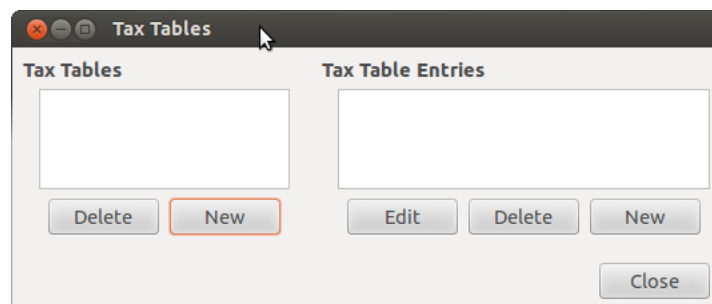 Tax Tables
Tax Tables
Tax Table Entries
Delete
New
Edit
Delete
New
Close